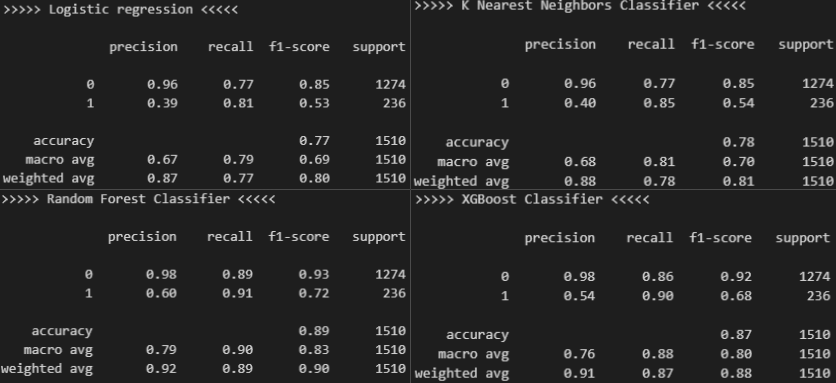 >>>>> Logistic regression <<<<<
precision recall f1-score support
0 0.96 0.77 0.85 1274
1 0.39 0.81 0.53 236
accuracy 0.77 1510
macro avg 0.67 0.79 0.69 1510
weighted avg 0.87 0.77 0.80 1510
>>>>> K Nearest Neighbors Classifier <<<<<
precision recall f1-score support
0 0.96 0.77 0.85 1274
1 0.40 0.85 0.54 236
accuracy 0.78 1510
macro avg 0.68 0.81 0.70 1510
weighted avg 0.88 0.78 0.81 1510
>>>>> Random Forest Classifier <<<<<
precision recall f1-score support
0 0.98 0.89 0.93 1274
1 0.60 0.91 0.72 236
accuracy 0.89 1510
macro avg 0.79 0.90 0.83 1510
weighted avg 0.92 0.89 0.90 1510
>>>>> XGBoost Classifier <<<<<
precision recall f1-score support
0 0.98 0.86 0.92 1274
1 0.54 0.90 0.68 236
accuracy 0.87 1510
macro avg 0.76 0.88 0.80 1510
weighted avg 0.91 0.87 0.88 1510